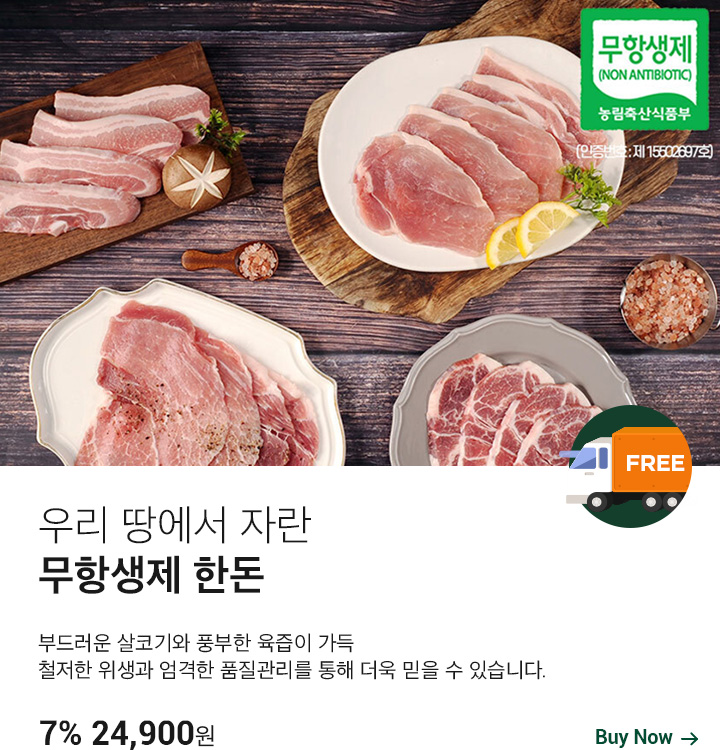 무항생제
(NON ANTIBIOTIC)
농림축산식품부
(인증번호 : 제 15502697호)
FREE
우리 땅에서 자란
무항생제 한돈
부드러운 살코기와 풍부한 육즙이 가득
철저한 위생과 엄격한 품질관리를 통해 더욱 믿을 수 있습니다.
7% 24,900원
Buy Now →